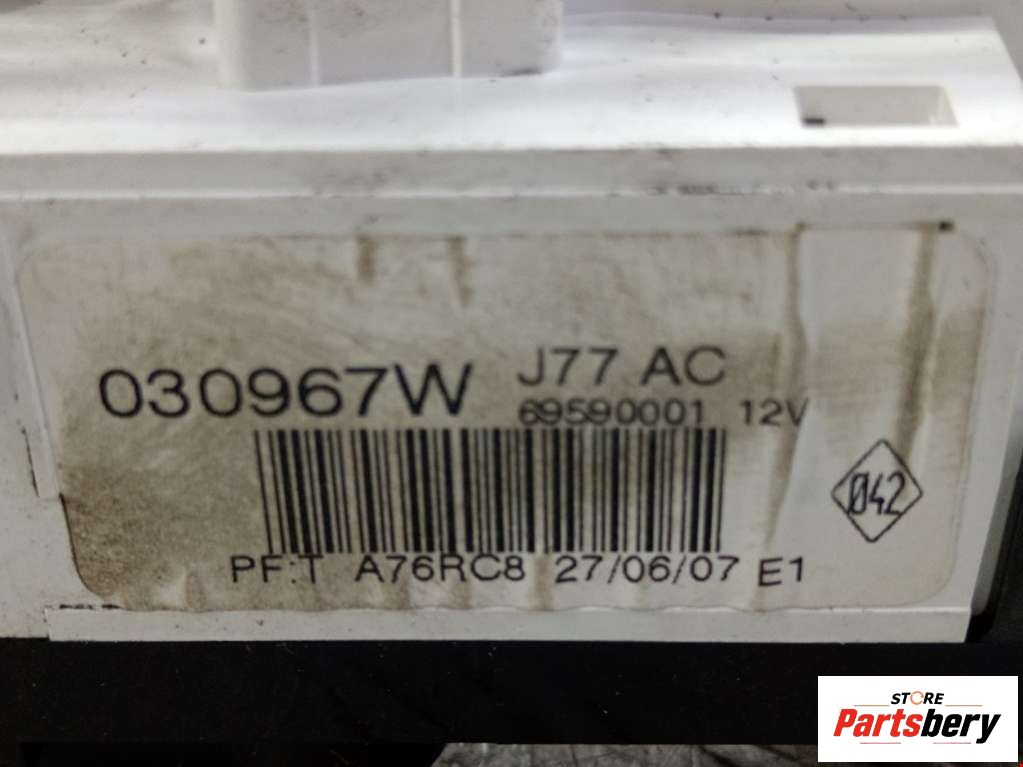 030967W J77 AC
69590001 12V
Ø42
PF:T A76RC8 27/06/07 E1
STORE
Partsbery